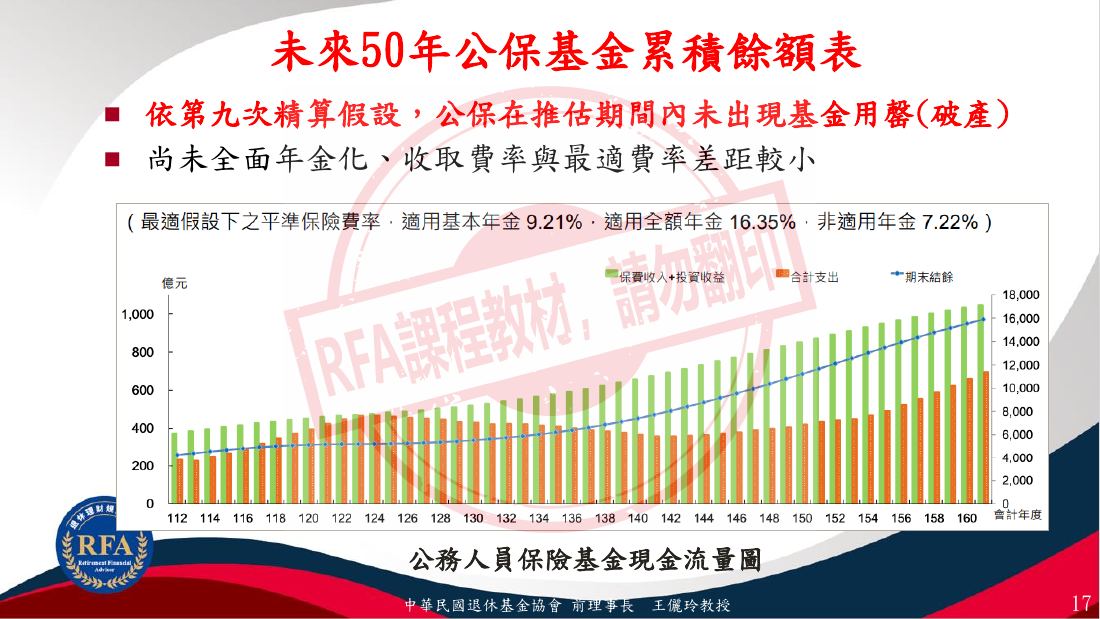 未來50年公保基金累積餘額表
依第九次精算假設，公保在推估期間內未出現基金用罄(破產)
尚未全面年金化、收取費率與最適費率差距較小
（最適假設下之平準保險費率，適用基本年金 9.21%，適用全額年金 16.35%，非適用年金 7.22%）
億元
保費收入+投資收益 合計支出 期末結餘
1,000
800
600
400
200
0
18,000
16,000
14,000
12,000
10,000
8,000
6,000
4,000
2,000
0
112 114 116 118 120 122 124 126 128 130 132 134 136 138 140 142 144 146 148 150 152 154 156 158 160 會計年度
RFA課程教材，請勿翻印
公務人員保險基金現金流量圖
RFA
Retirement Financial
Advisor
中華民國退休基金協會 前理事長 王儷玲教授
17